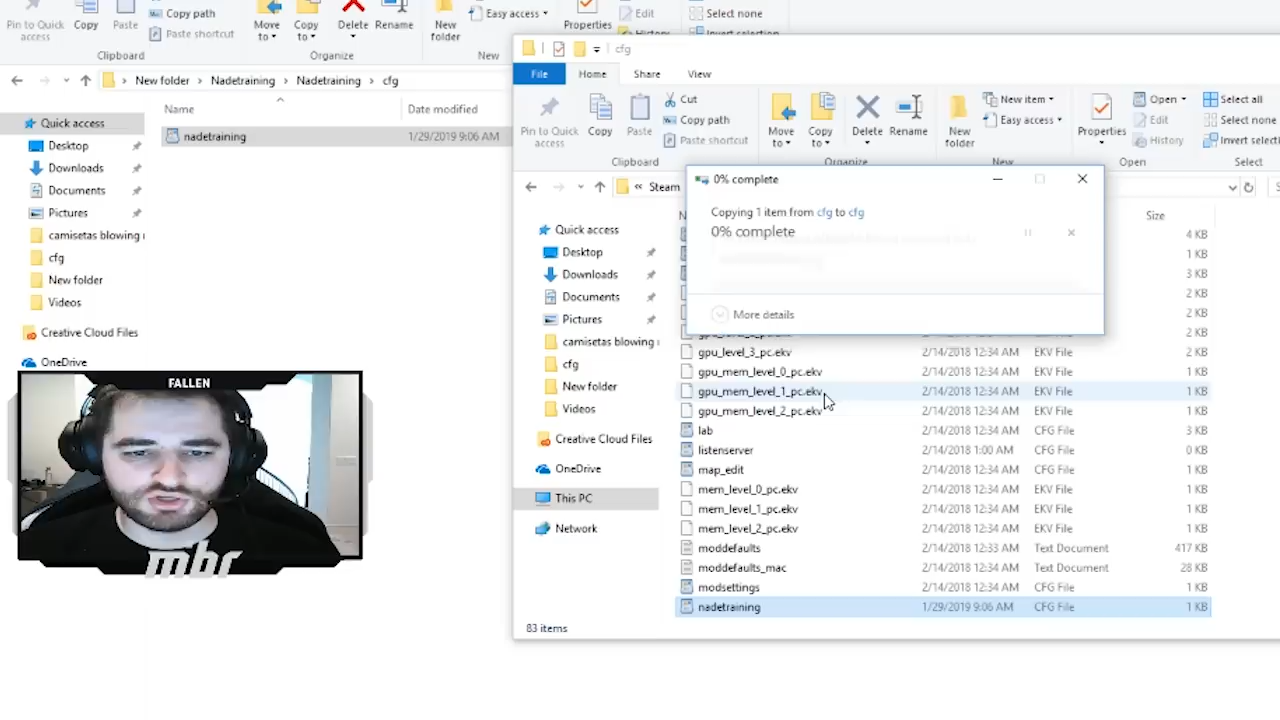 Pin to Quick access
Copy
Paste
Copy path
Paste shortcut
Move to
Copy to
Delete
Rename
New folder
Easy access
Properties
Edit
History
Select none
Invert selection
Clipboard
Organize
New
New folder > Nadetraining > Nadetraining > cfg
Name
Date modified
nadetraining
1/29/2019 9:06 AM
Quick access
Desktop
Downloads
Documents
Pictures
camisetas blowing
cfg
New folder
Videos
Creative Cloud Files
OneDrive
FALLEN
mbr
cfg
File
Home
Share
View
Pin to Quick access
Copy
Paste
Cut
Copy path
Paste shortcut
Move to
Copy to
Delete
Rename
New folder
New item
Easy access
Properties
Open
Edit
History
Select all
Select none
Invert selecti
Clipboard
Organize
New
Open
Select
« Steam
Size
0% complete
Copying 1 item from cfg to cfg
0% complete
More details
Quick access
Desktop
Downloads
Documents
Pictures
camisetas blowing
cfg
New folder
Videos
Creative Cloud Files
OneDrive
This PC
Network
4 KB
1 KB
3 KB
2 KB
2 KB
2 KB
gpu_level_3_pc.ekv 2/14/2018 12:34 AM EKV File 2 KB
gpu_mem_level_0_pc.ekv 2/14/2018 12:34 AM EKV File 1 KB
gpu_mem_level_1_pc.ekv 2/14/2018 12:34 AM EKV File 1 KB
gpu_mem_level_2_pc.ekv 2/14/2018 12:34 AM EKV File 1 KB
lab 2/14/2018 12:34 AM CFG File 3 KB
listenserver 2/14/2018 1:00 AM CFG File 0 KB
map_edit 2/14/2018 12:34 AM CFG File 1 KB
mem_level_0_pc.ekv 2/14/2018 12:34 AM EKV File 1 KB
mem_level_1_pc.ekv 2/14/2018 12:34 AM EKV File 1 KB
mem_level_2_pc.ekv 2/14/2018 12:34 AM EKV File 1 KB
moddefaults 2/14/2018 12:33 AM Text Document 417 KB
moddefaults_mac 2/14/2018 12:34 AM Text Document 28 KB
modsettings 2/14/2018 12:34 AM CFG File 1 KB
nadetraining 1/29/2019 9:06 AM CFG File 1 KB
83 items